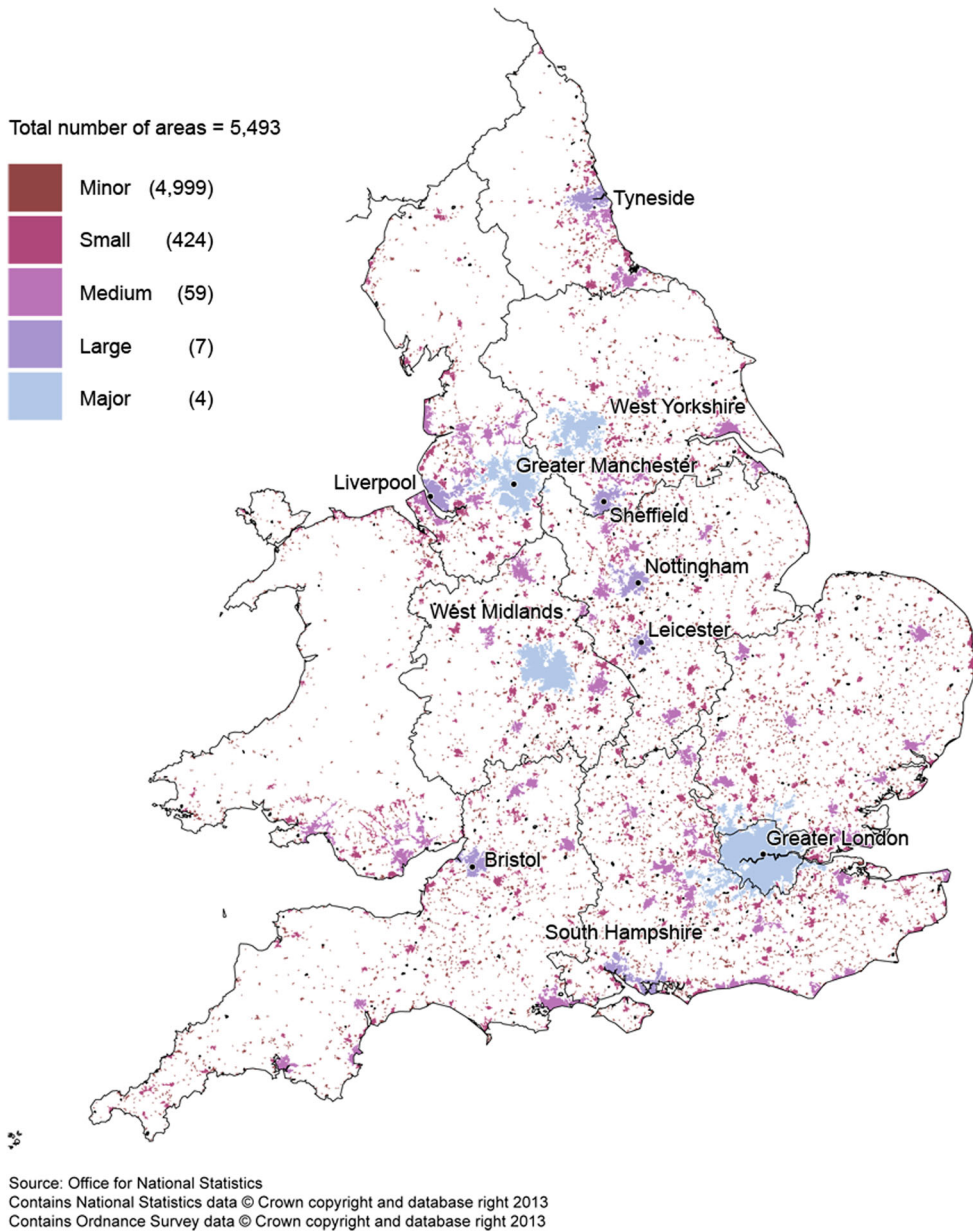 Total number of areas = 5,493
Minor (4,999)
Small (424)
Medium (59)
Large (7)
Major (4)
Tyneside
West Yorkshire
Greater Manchester
Liverpool
Sheffield
Nottingham
West Midlands
Leicester
Greater London
Bristol
South Hampshire
Source: Office for National Statistics
Contains National Statistics data © Crown copyright and database right 2013
Contains Ordnance Survey data © Crown copyright and database right 2013